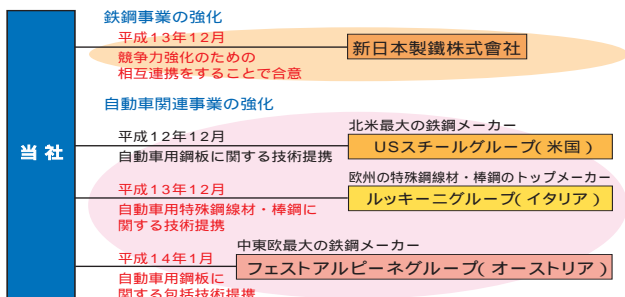 鉄鋼事業の強化
平成13年12月
競争力強化のための
相互連携をすることで合意
新日本製鐵株式會社
自動車関連事業の強化
当社
平成12年12月
自動車用鋼板に関する技術提携
北米最大の鉄鋼メーカー
USスチールグループ(米国)
平成13年12月
自動車用特殊鋼線材・棒鋼に
関する技術提携
欧州の特殊鋼線材・棒鋼のトップメーカー
ルッキーニグループ(イタリア)
平成14年1月
自動車用鋼板に
関する包括技術提携
中東欧最大の鉄鋼メーカー
フェストアルピーネグループ(オーストリア)